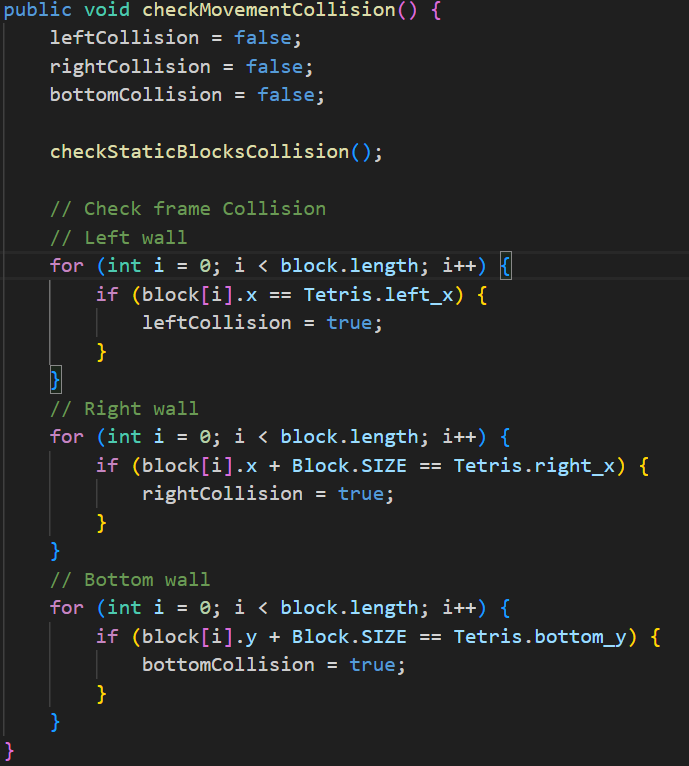 public void checkMovementCollision() {
    leftCollision = false;
    rightCollision = false;
    bottomCollision = false;

    checkStaticBlocksCollision();

    // Check frame Collision
    // Left wall
    for (int i = 0; i < block.length; i++) {
        if (block[i].x == Tetris.left_x) {
            leftCollision = true;
        }
    }
    // Right wall
    for (int i = 0; i < block.length; i++) {
        if (block[i].x + Block.SIZE == Tetris.right_x) {
            rightCollision = true;
        }
    }
    // Bottom wall
    for (int i = 0; i < block.length; i++) {
        if (block[i].y + Block.SIZE == Tetris.bottom_y) {
            bottomCollision = true;
        }
    }
}